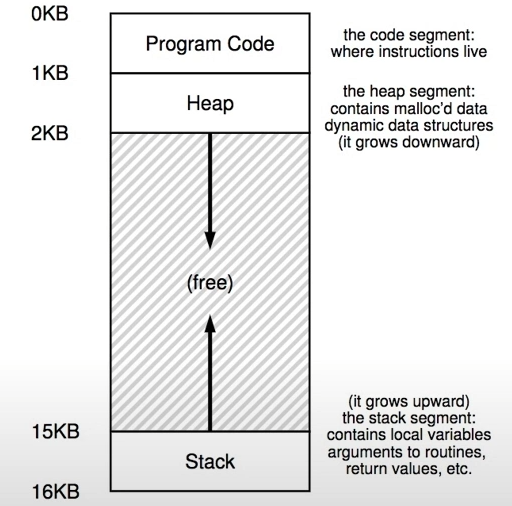 0KB
Program Code
the code segment:
where instructions live
1KB
Heap
the heap segment:
contains malloc'd data
dynamic data structures
(it grows downward)
2KB
(free)
(it grows upward)
the stack segment:
contains local variables
arguments to routines,
return values, etc.
15KB
Stack
16KB